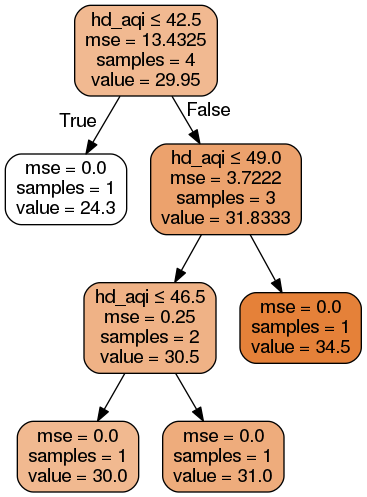 hd_aqi ≤ 42.5
mse = 13.4325
samples = 4
value = 29.95
True
False
mse = 0.0
samples = 1
value = 24.3
hd_aqi ≤ 49.0
mse = 3.7222
samples = 3
value = 31.8333
hd_aqi ≤ 46.5
mse = 0.25
samples = 2
value = 30.5
mse = 0.0
samples = 1
value = 34.5
mse = 0.0
samples = 1
value = 30.0
mse = 0.0
samples = 1
value = 31.0